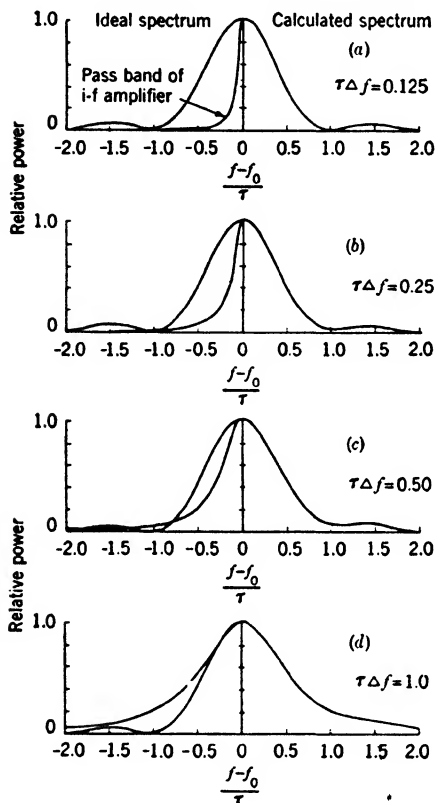 Ideal spectrum Calculated spectrum
1.0
(a)
Pass band of
i-f amplifier
τΔf=0.125
0
-2.0 -1.5 -1.0 -0.5 0 0.5 1.0 1.5 2.0
f-f0
τ
Relative power
1.0
(b)
τΔf=0.25
0
-2.0 -1.5 -1.0 -0.5 0 0.5 1.0 1.5 2.0
f-f0
τ
1.0
(c)
τΔf=0.50
0
-2.0 -1.5 -1.0 -0.5 0 0.5 1.0 1.5 2.0
f-f0
τ
Relative power
1.0
(d)
τΔf=1.0
0
-2.0 -1.5 -1.0 -0.5 0 0.5 1.0 1.5 2.0
f-f0
τ